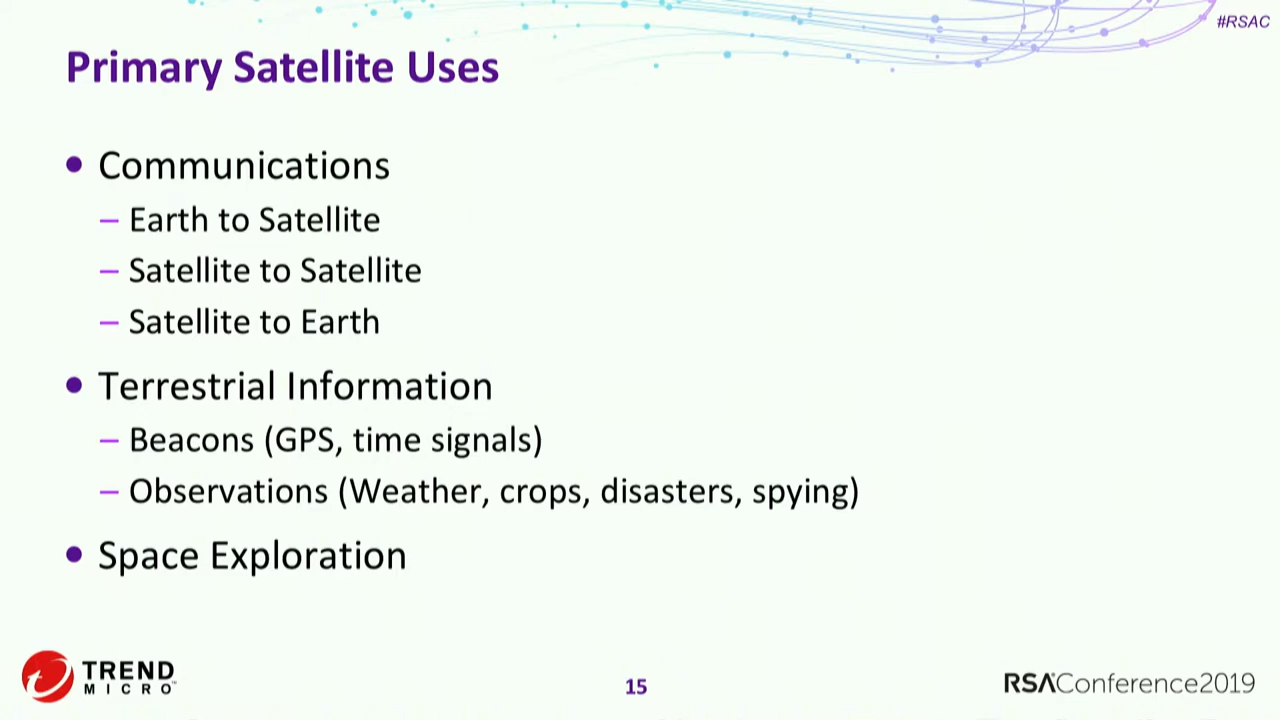 #RSAC
Primary Satellite Uses
• Communications
– Earth to Satellite
– Satellite to Satellite
– Satellite to Earth
• Terrestrial Information
– Beacons (GPS, time signals)
– Observations (Weather, crops, disasters, spying)
• Space Exploration
TREND
MICRO™
15
RSAConference2019